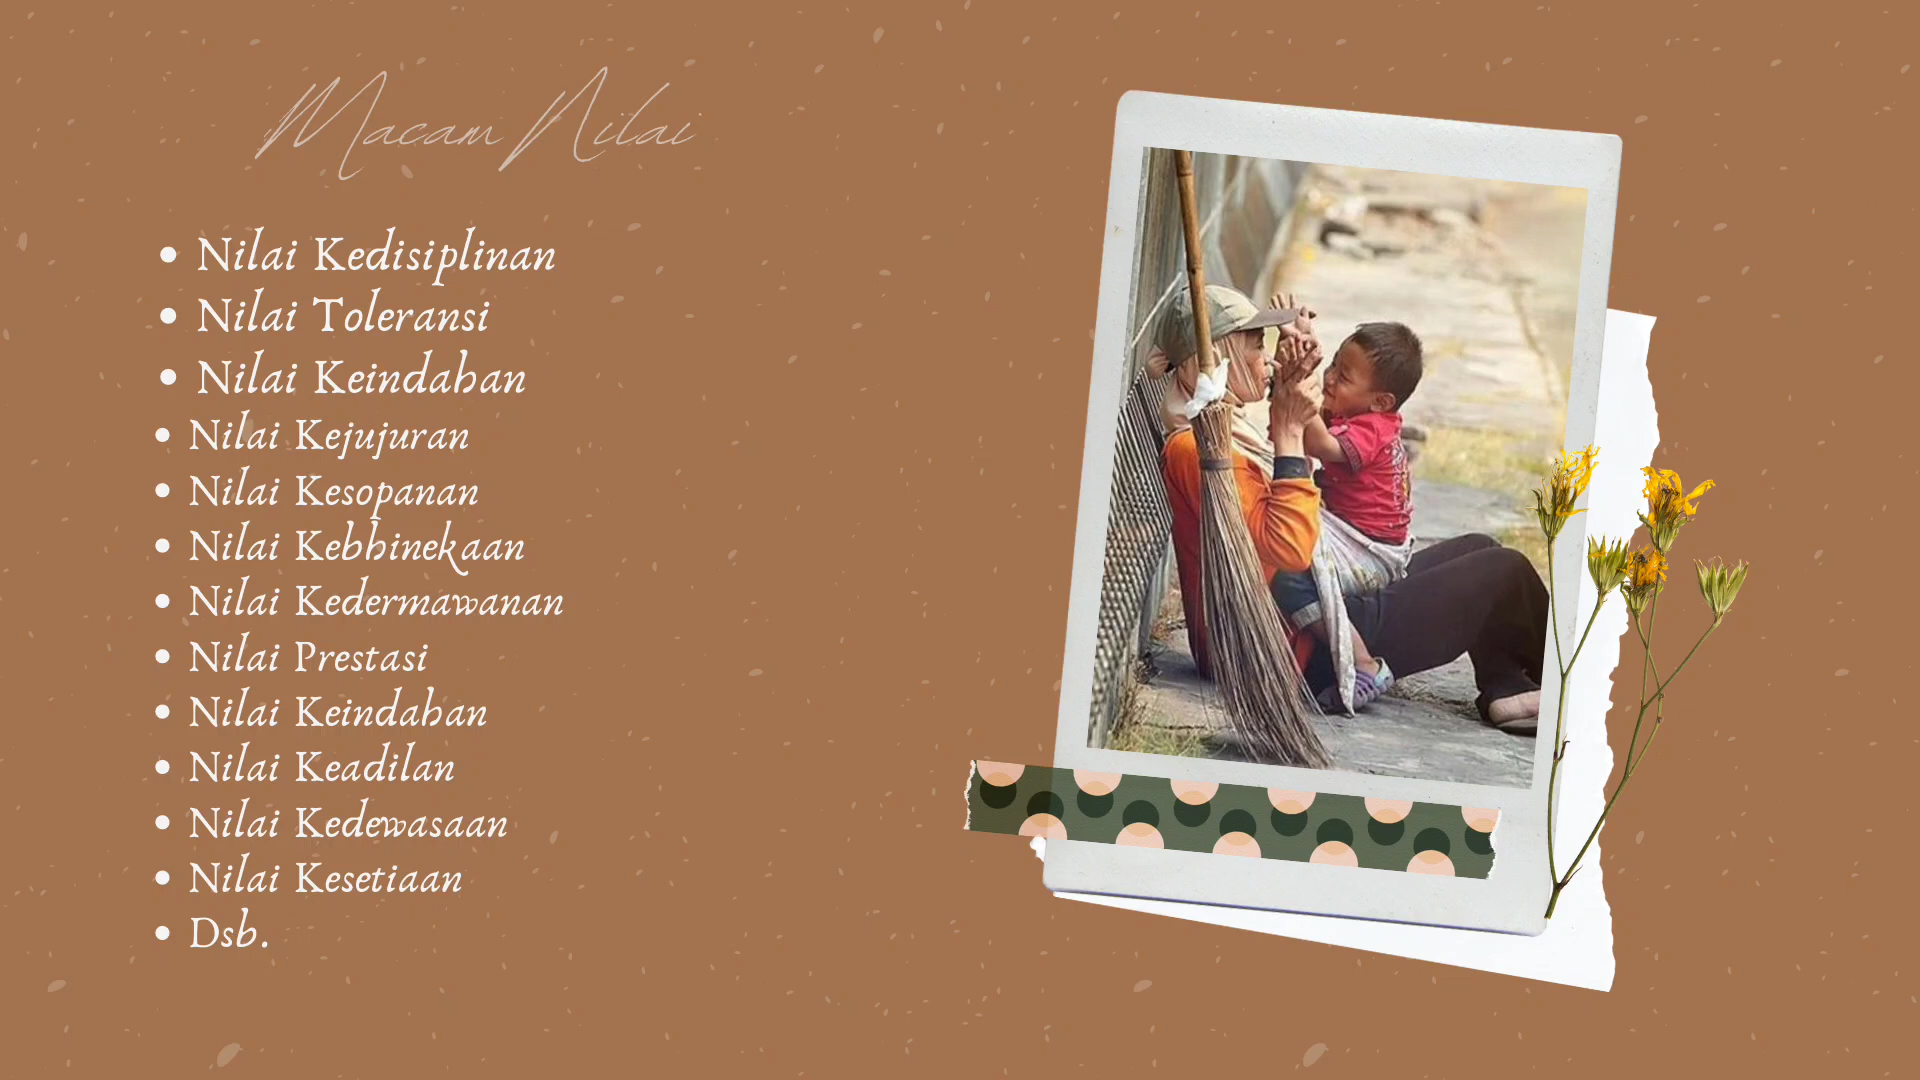 Macam Nilai
• Nilai Kedisiplinan
• Nilai Toleransi
• Nilai Keindahan
• Nilai Kejujuran
• Nilai Kesopanan
• Nilai Kebhinekaan
• Nilai Kedermawanan
• Nilai Prestasi
• Nilai Keindahan
• Nilai Keadilan
• Nilai Kedewasaan
• Nilai Kesetiaan
• Dsb.